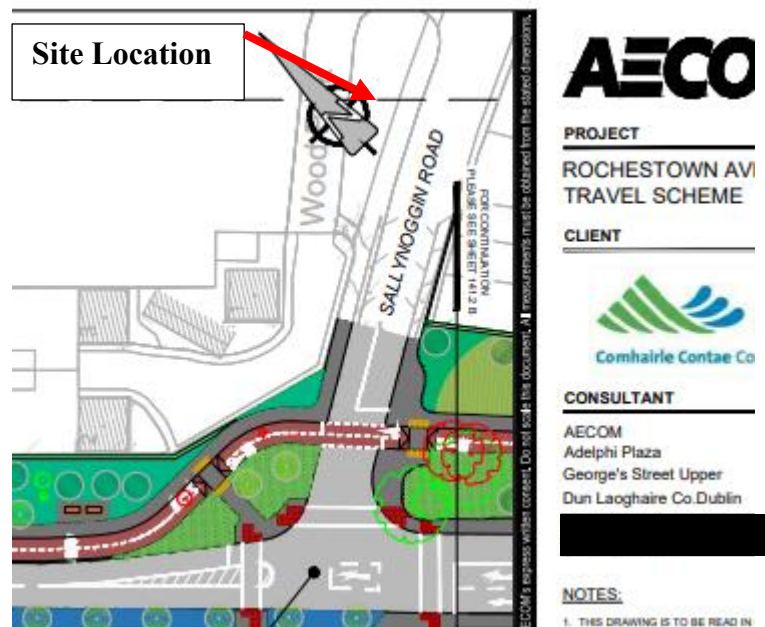 Site Location
Wood
SALLYNOGGIN ROAD
FOR CONTINUATION
PLEASE SEE SHEET 1412 B
ECOM's express written consent. Do not scale this document. All measurements must be obtained from the stated dimensions.
AECO
PROJECT
ROCHESTOWN AV
TRAVEL SCHEME
CLIENT
Comhairle Contae Co
CONSULTANT
AECOM
Adelphi Plaza
George's Street Upper
Dun Laoghaire Co.Dublin
NOTES:
1. THIS DRAWING IS TO BE READ IN